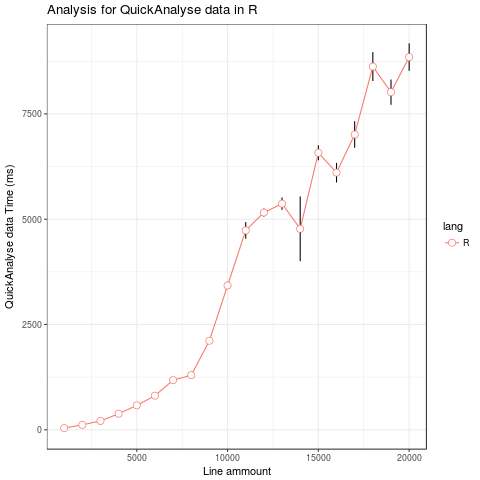 Analysis for QuickAnalyse data in R
QuickAnalyse data Time (ms)
7500
5000
2500
0
5000
10000
15000
20000
Line ammount
lang
R